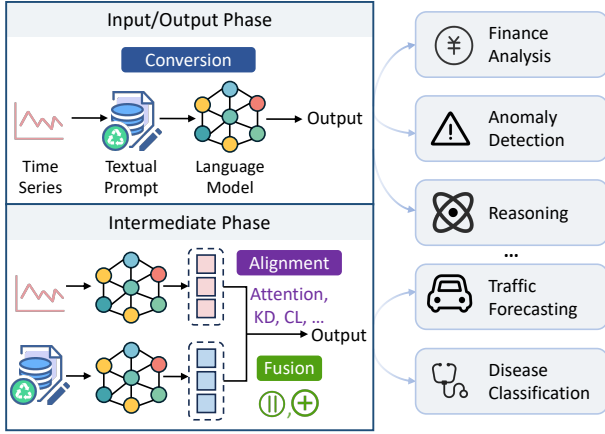 Input/Output Phase
Conversion
Output
Time
Series
Textual
Prompt
Language
Model
Intermediate Phase
Alignment
Attention,
KD, CL, ...
Output
Fusion
,
¥
Finance
Analysis
Anomaly
Detection
Reasoning
...
Traffic
Forecasting
Disease
Classification